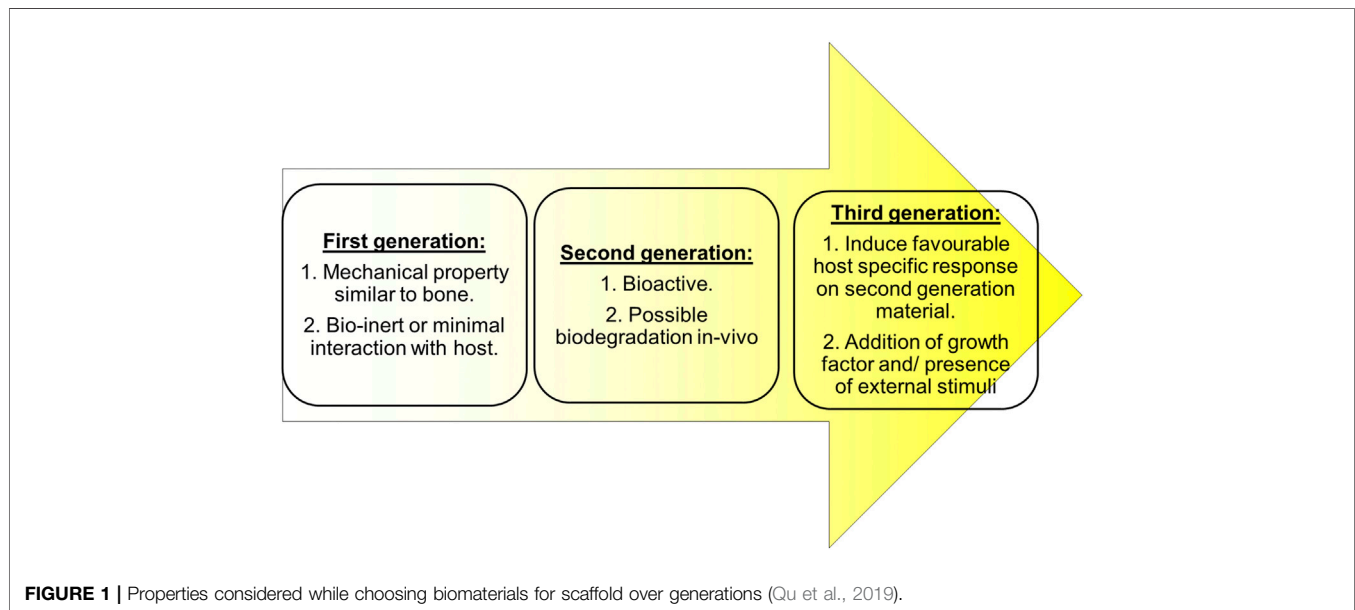 First generation:
1. Mechanical property
similar to bone.
2. Bio-inert or minimal
interaction with host.
Second generation:
1. Bioactive.
2. Possible
biodegradation in-vivo
Third generation:
1. Induce favourable
host specific response
on second generation
material.
2. Addition of growth
factor and/ presence
of external stimuli
FIGURE 1 | Properties considered while choosing biomaterials for scaffold over generations (Qu et al., 2019).